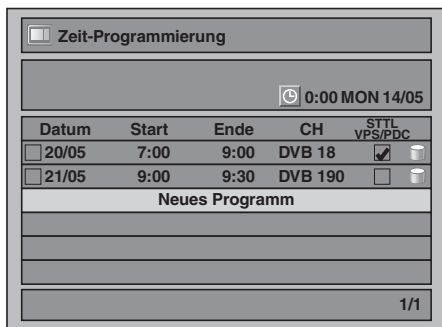 Zeit-Programmierung
0:00 MON 14/05
Datum Start Ende CH STTL VPS/PDC
20/05 7:00 9:00 DVB 18
21/05 9:00 9:30 DVB 190
Neues Programm
1/1